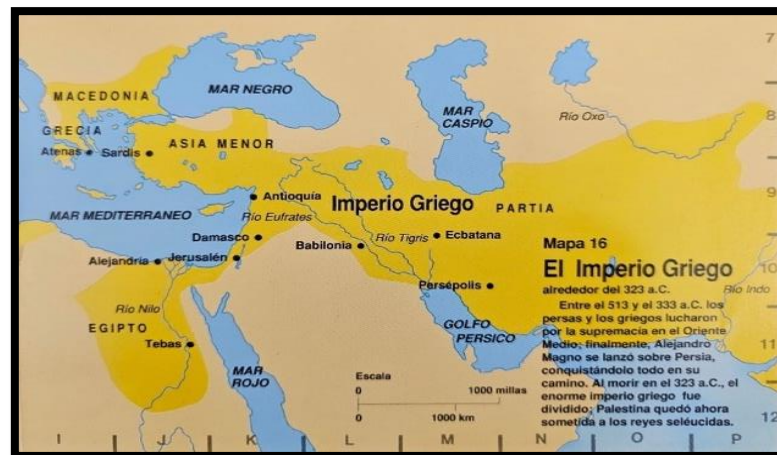 7
MACEDONIA
MAR NEGRO
MAR
CASPIO
Río Oxo
8
GRECIA
Atenas
Sardis
ASIA MENOR
9
Antioquía
Imperio Griego
PARTIA
MAR MEDITERRANEO
Río Eufrates
Damasco
Babilonia
Río Tigris
Ecbatana
Alejandría
Jerusalén
Persépolis
Mapa 16
El Imperio Griego
10
alrededor del 323 a.C.
Río Indo
Entre el 513 y el 333 a.C. los
persas y los griegos lucharon
por la supremacía en el Oriente
Medio; finalmente, Alejandro
Magno se lanzó sobre Persia,
conquistándolo todo en su
camino. Al morir en el 323 a.C., el
enorme imperio griego fue
dividido; Palestina quedó ahora
sometida a los reyes seléucidas.
11
12
Río Nilo
EGIPTO
Tebas
MAR
ROJO
GOLFO
PERSICO
Escala
0 1000 millas
0 1000 km
I J K L M N O P